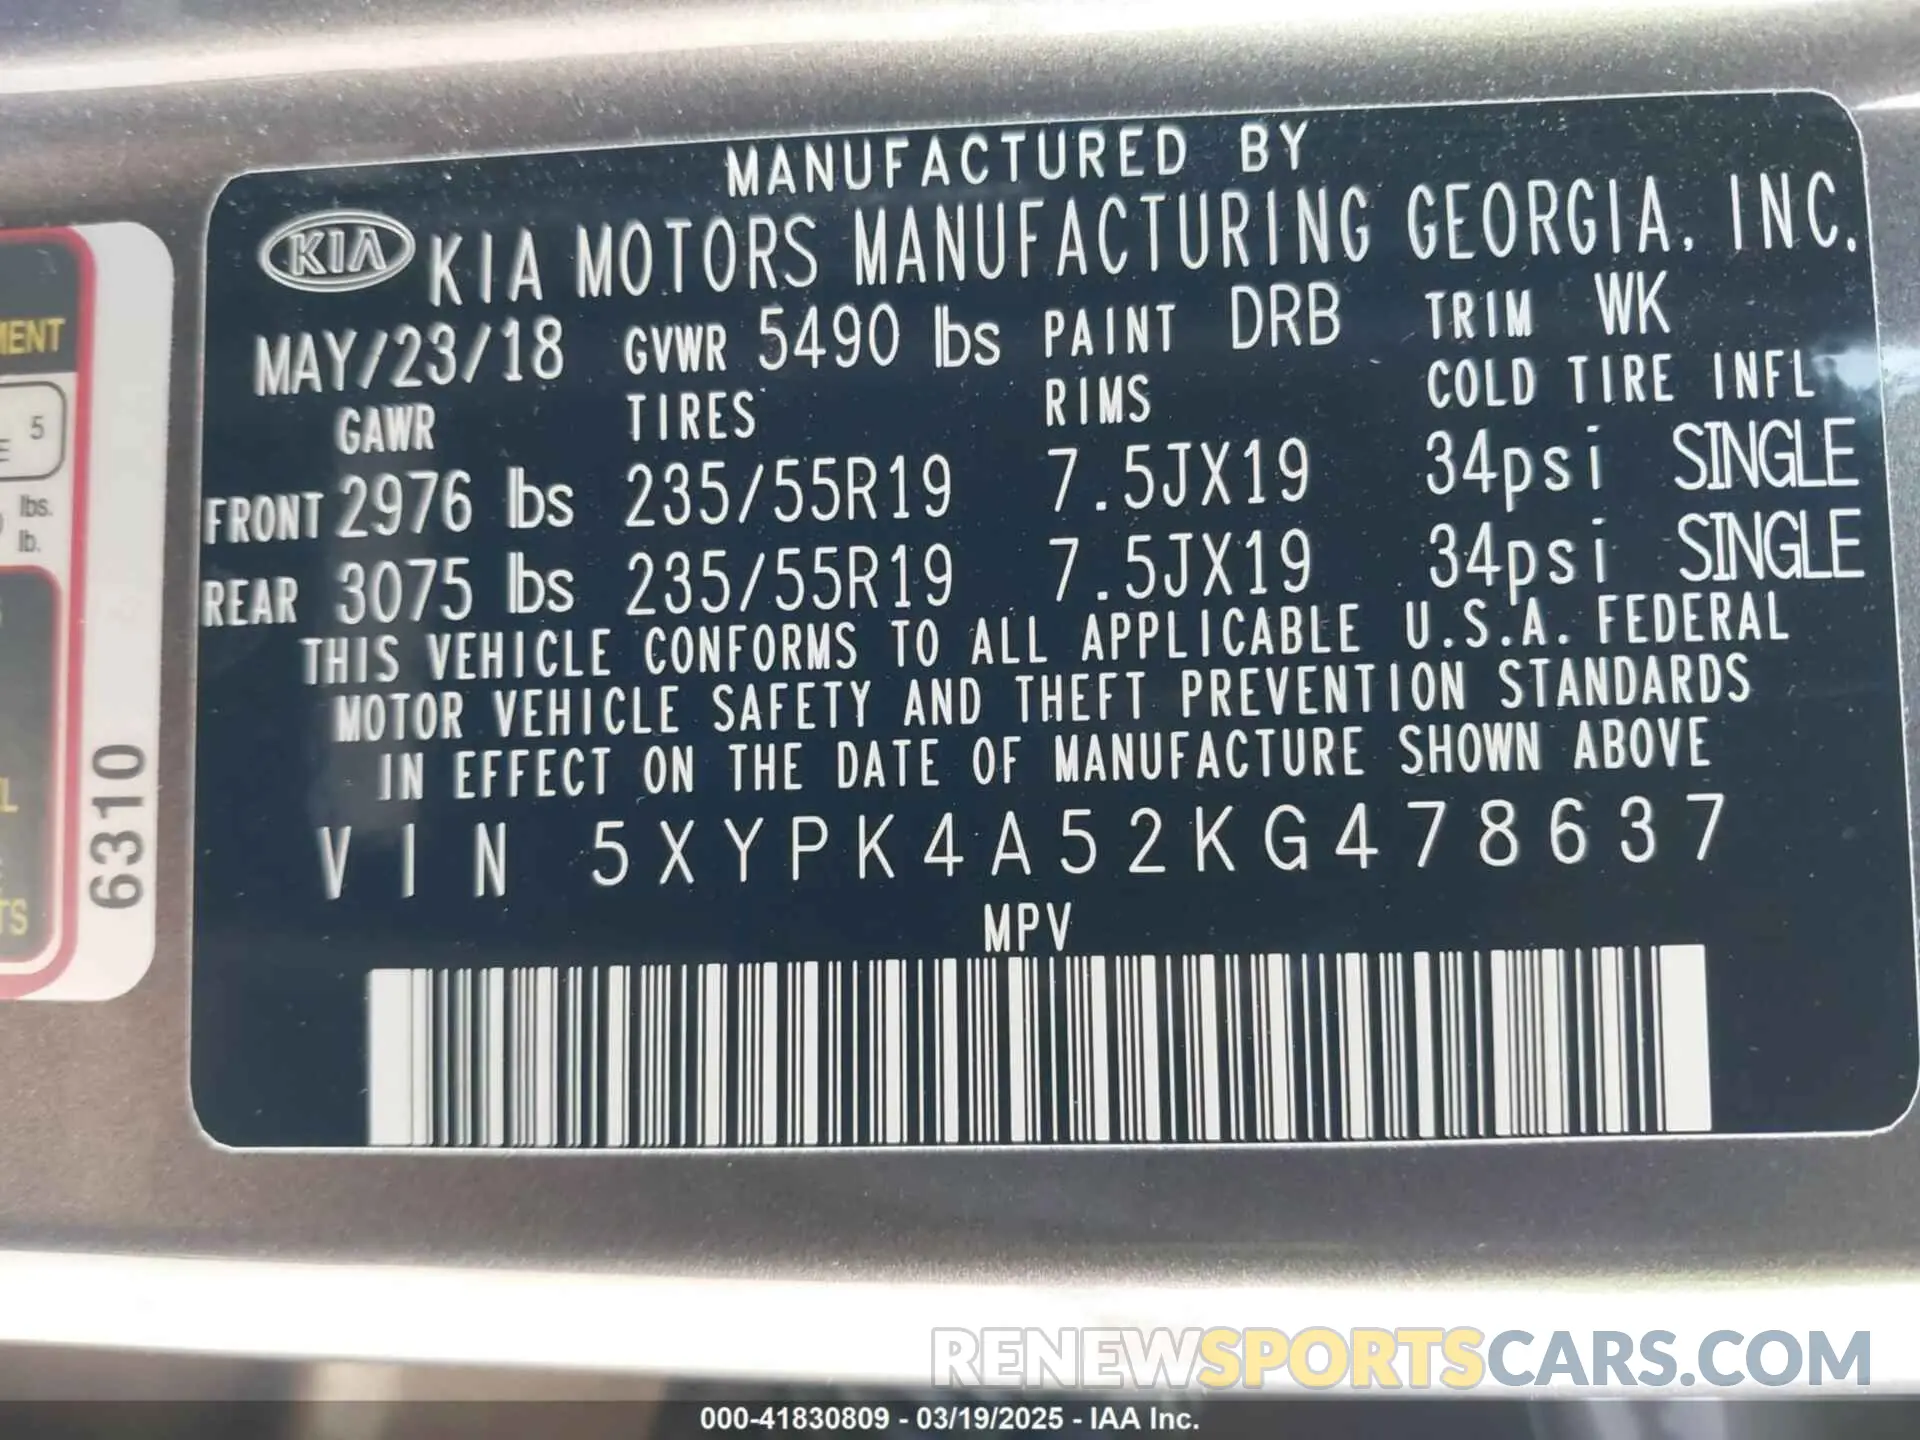 MANUFACTURED BY
KIA KIA MOTORS MANUFACTURING GEORGIA, INC.
MAY/23/18 GVWR 5490 lbs PAINT DRB TRIM WK
GAWR TIRES RIMS COLD TIRE INFL
FRONT 2976 lbs 235/55R19 7.5JX19 34psi SINGLE
REAR 3075 lbs 235/55R19 7.5JX19 34psi SINGLE
THIS VEHICLE CONFORMS TO ALL APPLICABLE U.S.A. FEDERAL
MOTOR VEHICLE SAFETY AND THEFT PREVENTION STANDARDS
IN EFFECT ON THE DATE OF MANUFACTURE SHOWN ABOVE
VIN 5XYPK4A52KG478637
MPV
5
lbs.
lb.
6310
RENEWSPORTSCARS.COM
000-41830809 - 03/19/2025 - IAA Inc.